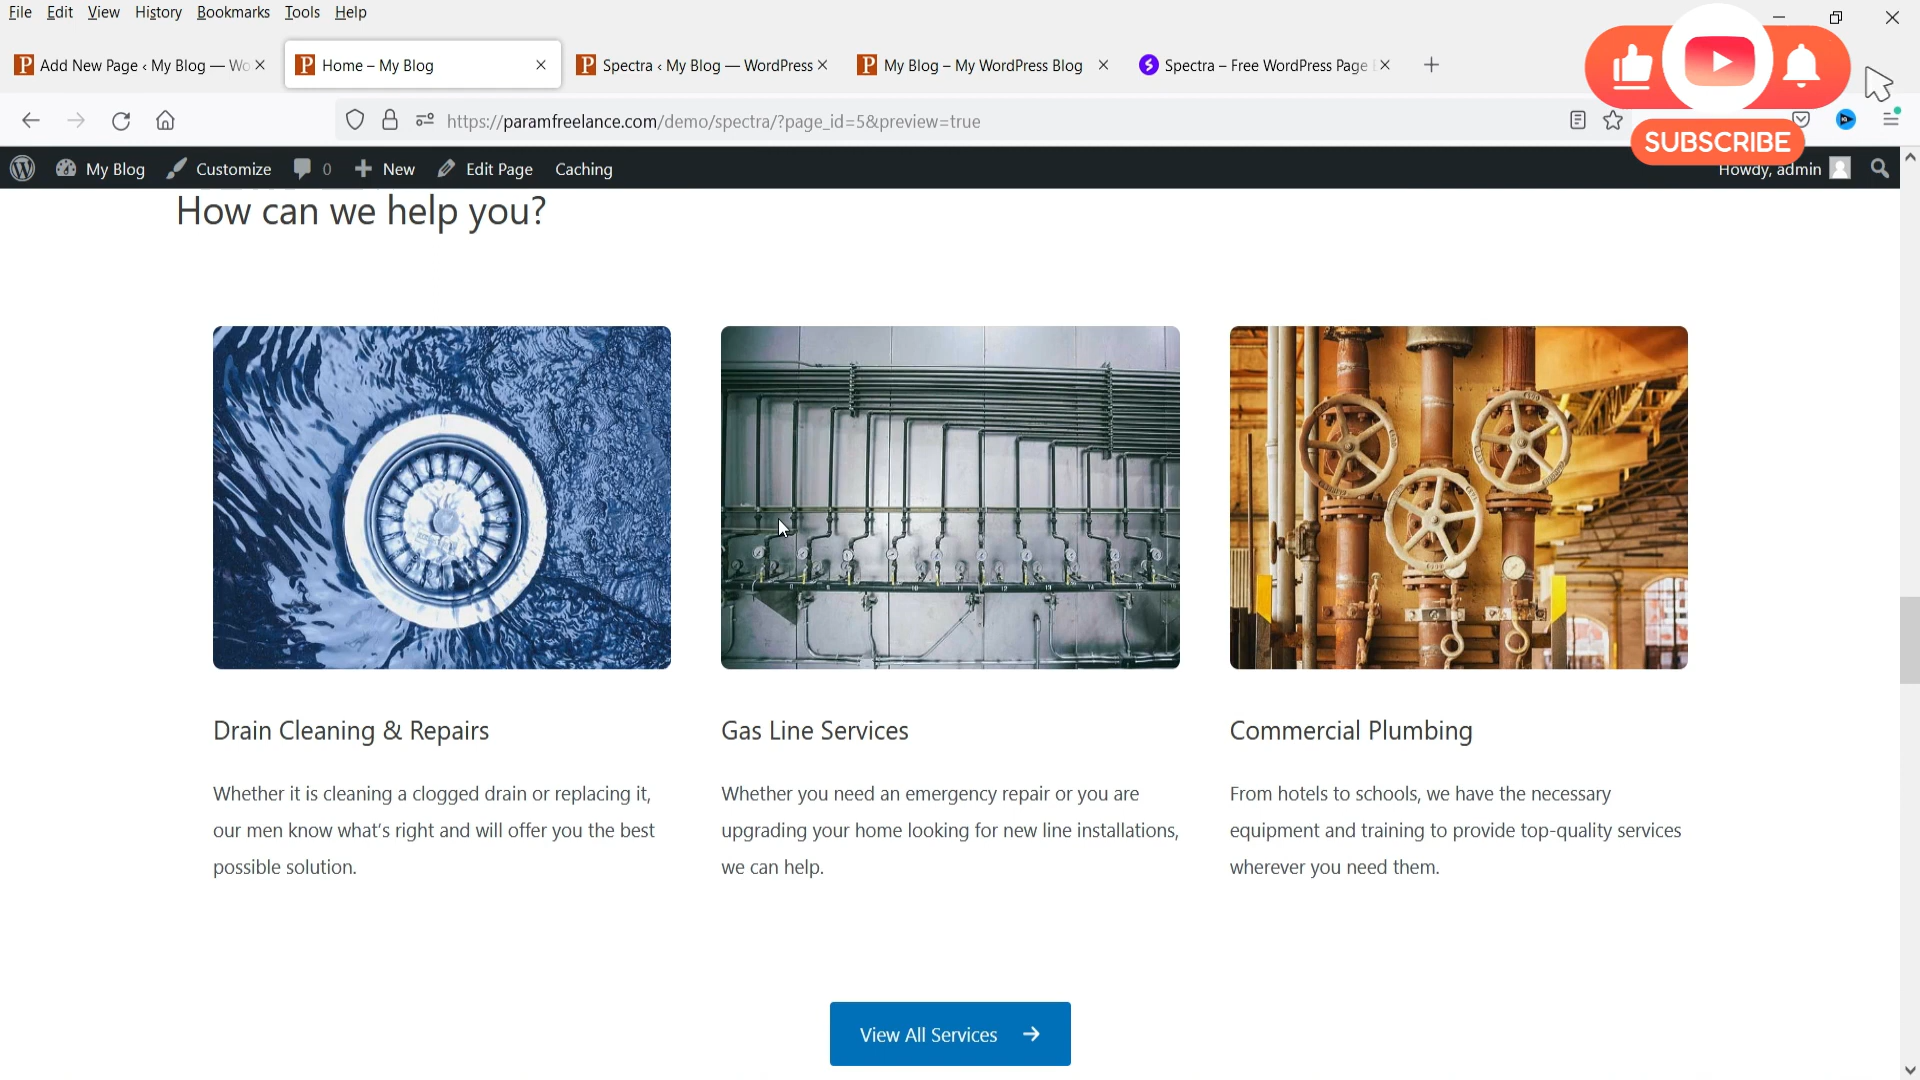 File Edit View History Bookmarks Tools Help
Add New Page ‹ My Blog — Wo
Home – My Blog
Spectra ‹ My Blog — WordPress
My Blog – My WordPress Blog
Spectra – Free WordPress Page
https://paramfreelance.com/demo/spectra/?page_id=5&preview=true
SUBSCRIBE
My Blog Customize 0 New Edit Page Caching Howdy, admin
How can we help you?
Drain Cleaning & Repairs
Whether it is cleaning a clogged drain or replacing it,
our men know what's right and will offer you the best
possible solution.
Gas Line Services
Whether you need an emergency repair or you are
upgrading your home looking for new line installations,
we can help.
Commercial Plumbing
From hotels to schools, we have the necessary
equipment and training to provide top-quality services
wherever you need them.
View All Services